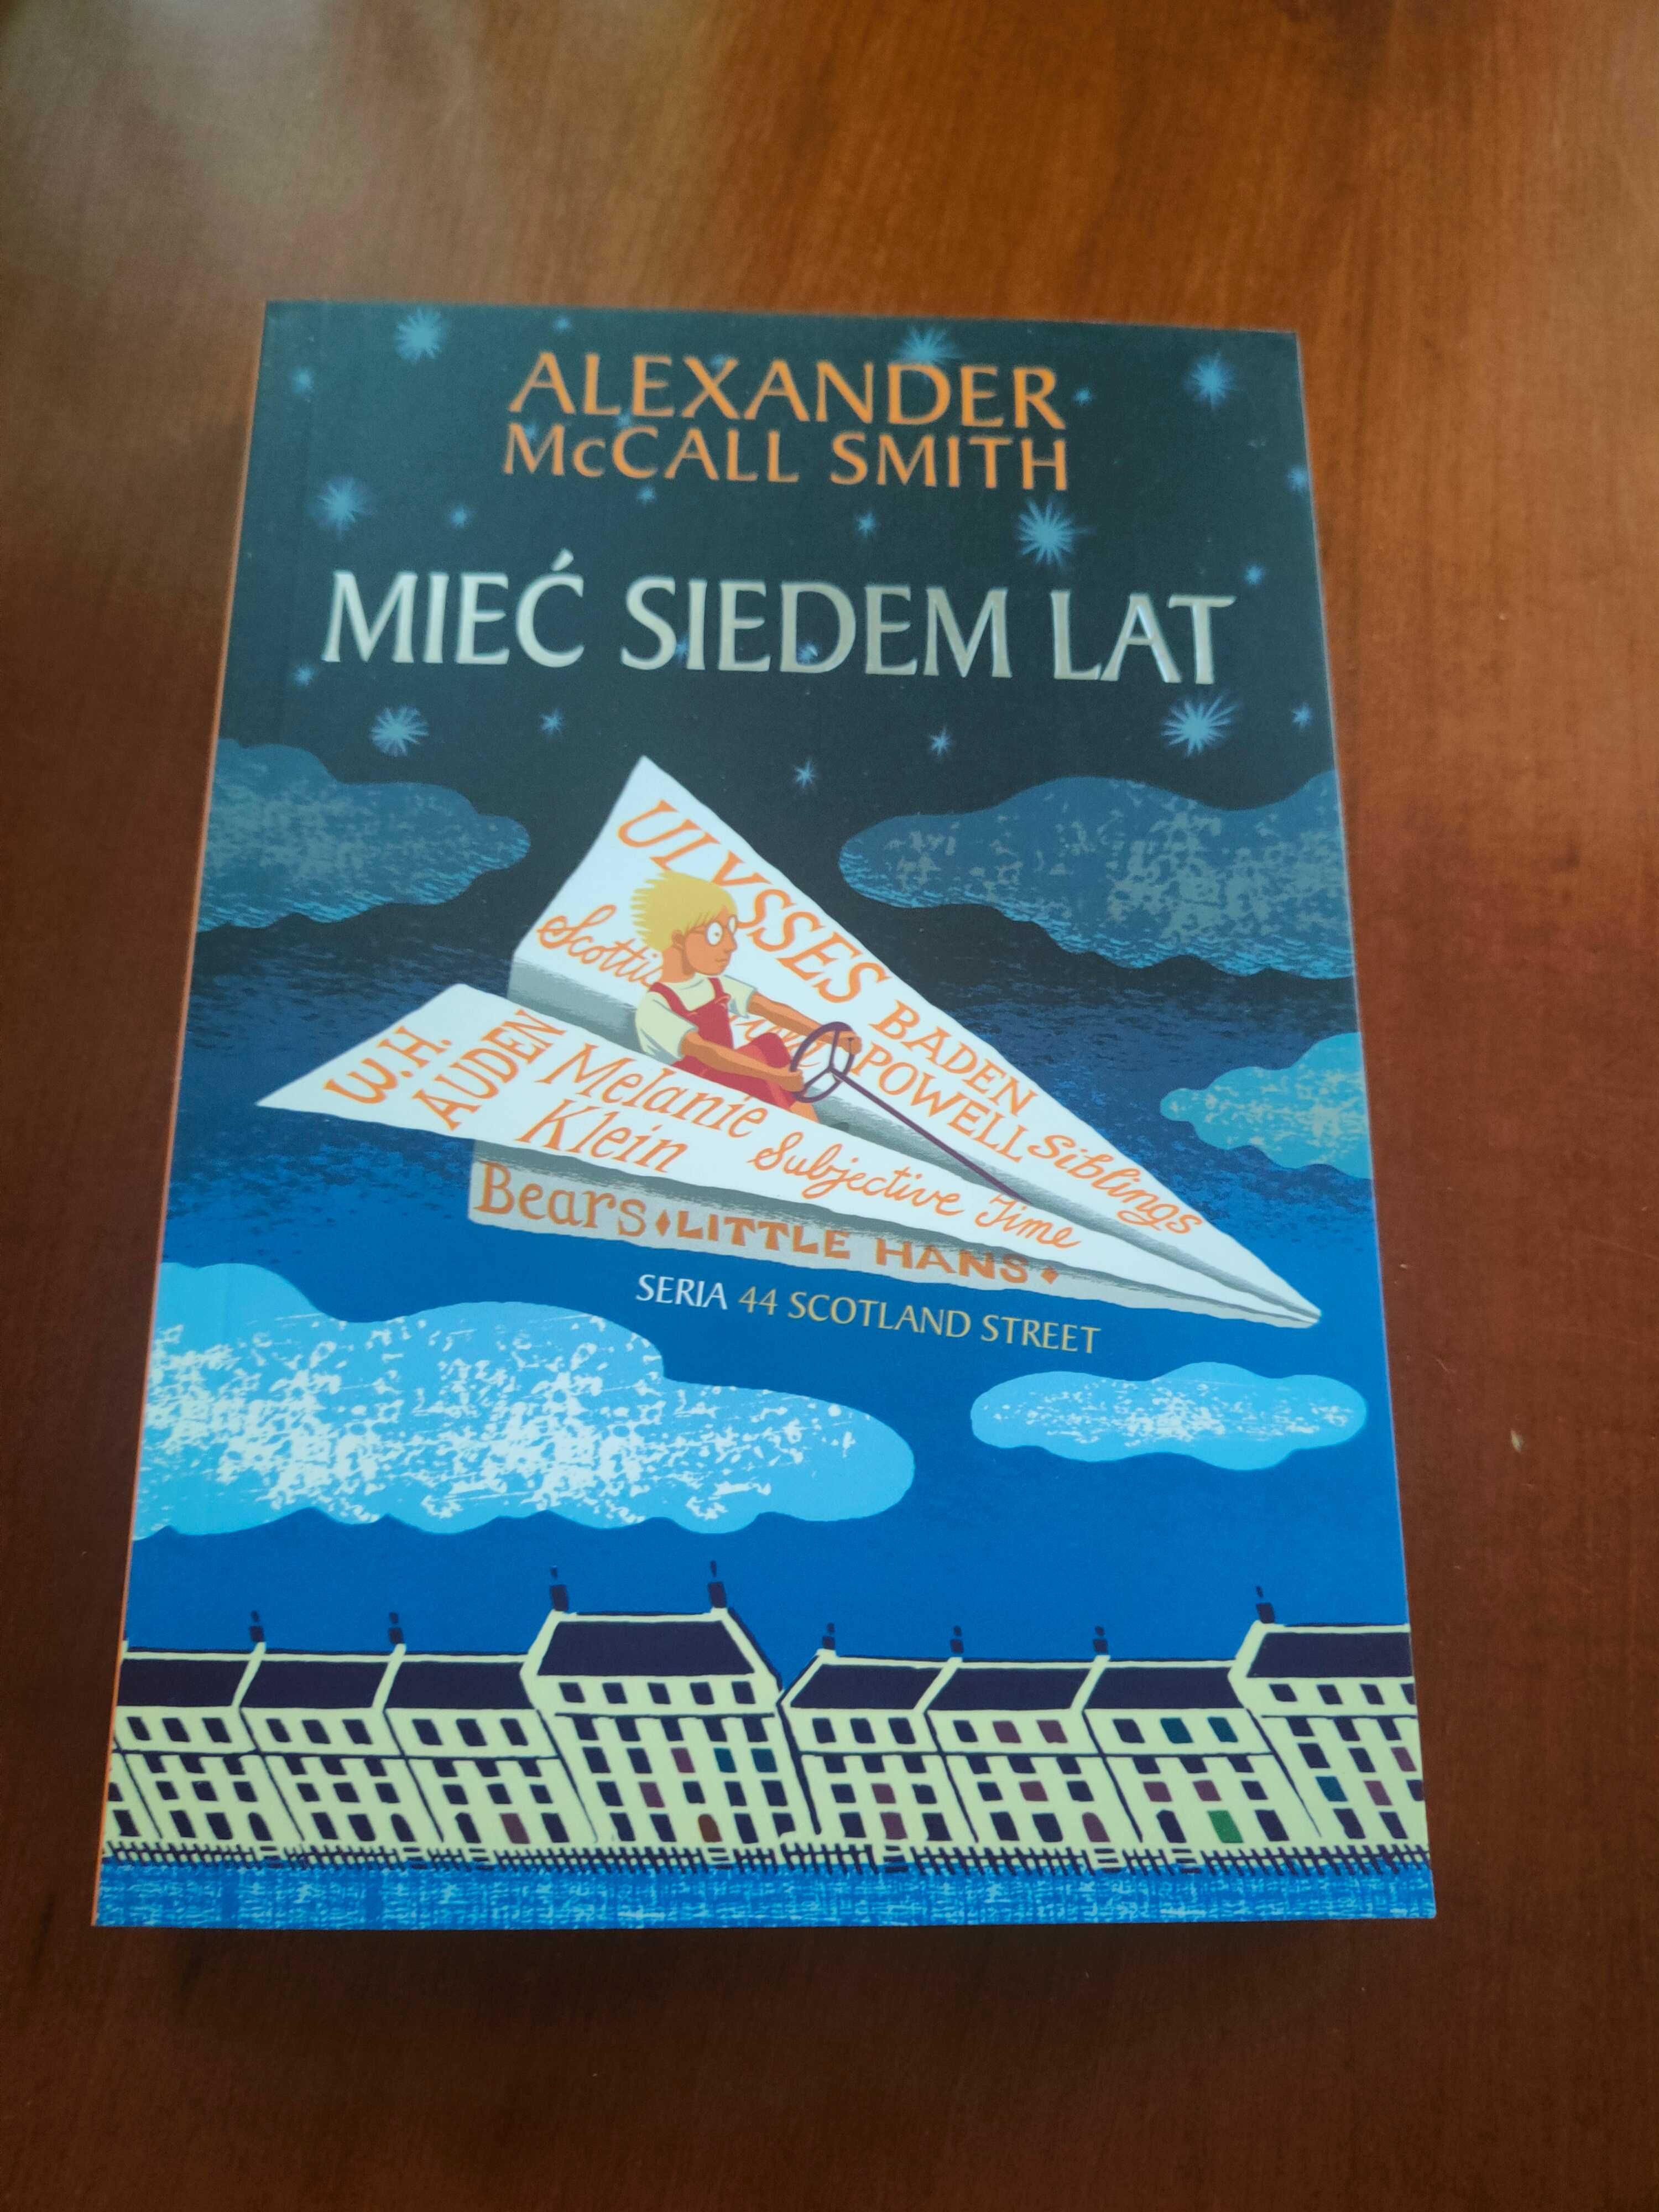 ALEXANDER
McCALL SMITH
MIEĆ SIEDEM LAT
ULYSSES
BADEN
POWELL
Siblings
W.H.
AUDEN
Melanie
Klein
Subjective Time
Bears ♦ LITTLE HANS ♦
SERIA 44 SCOTLAND STREET